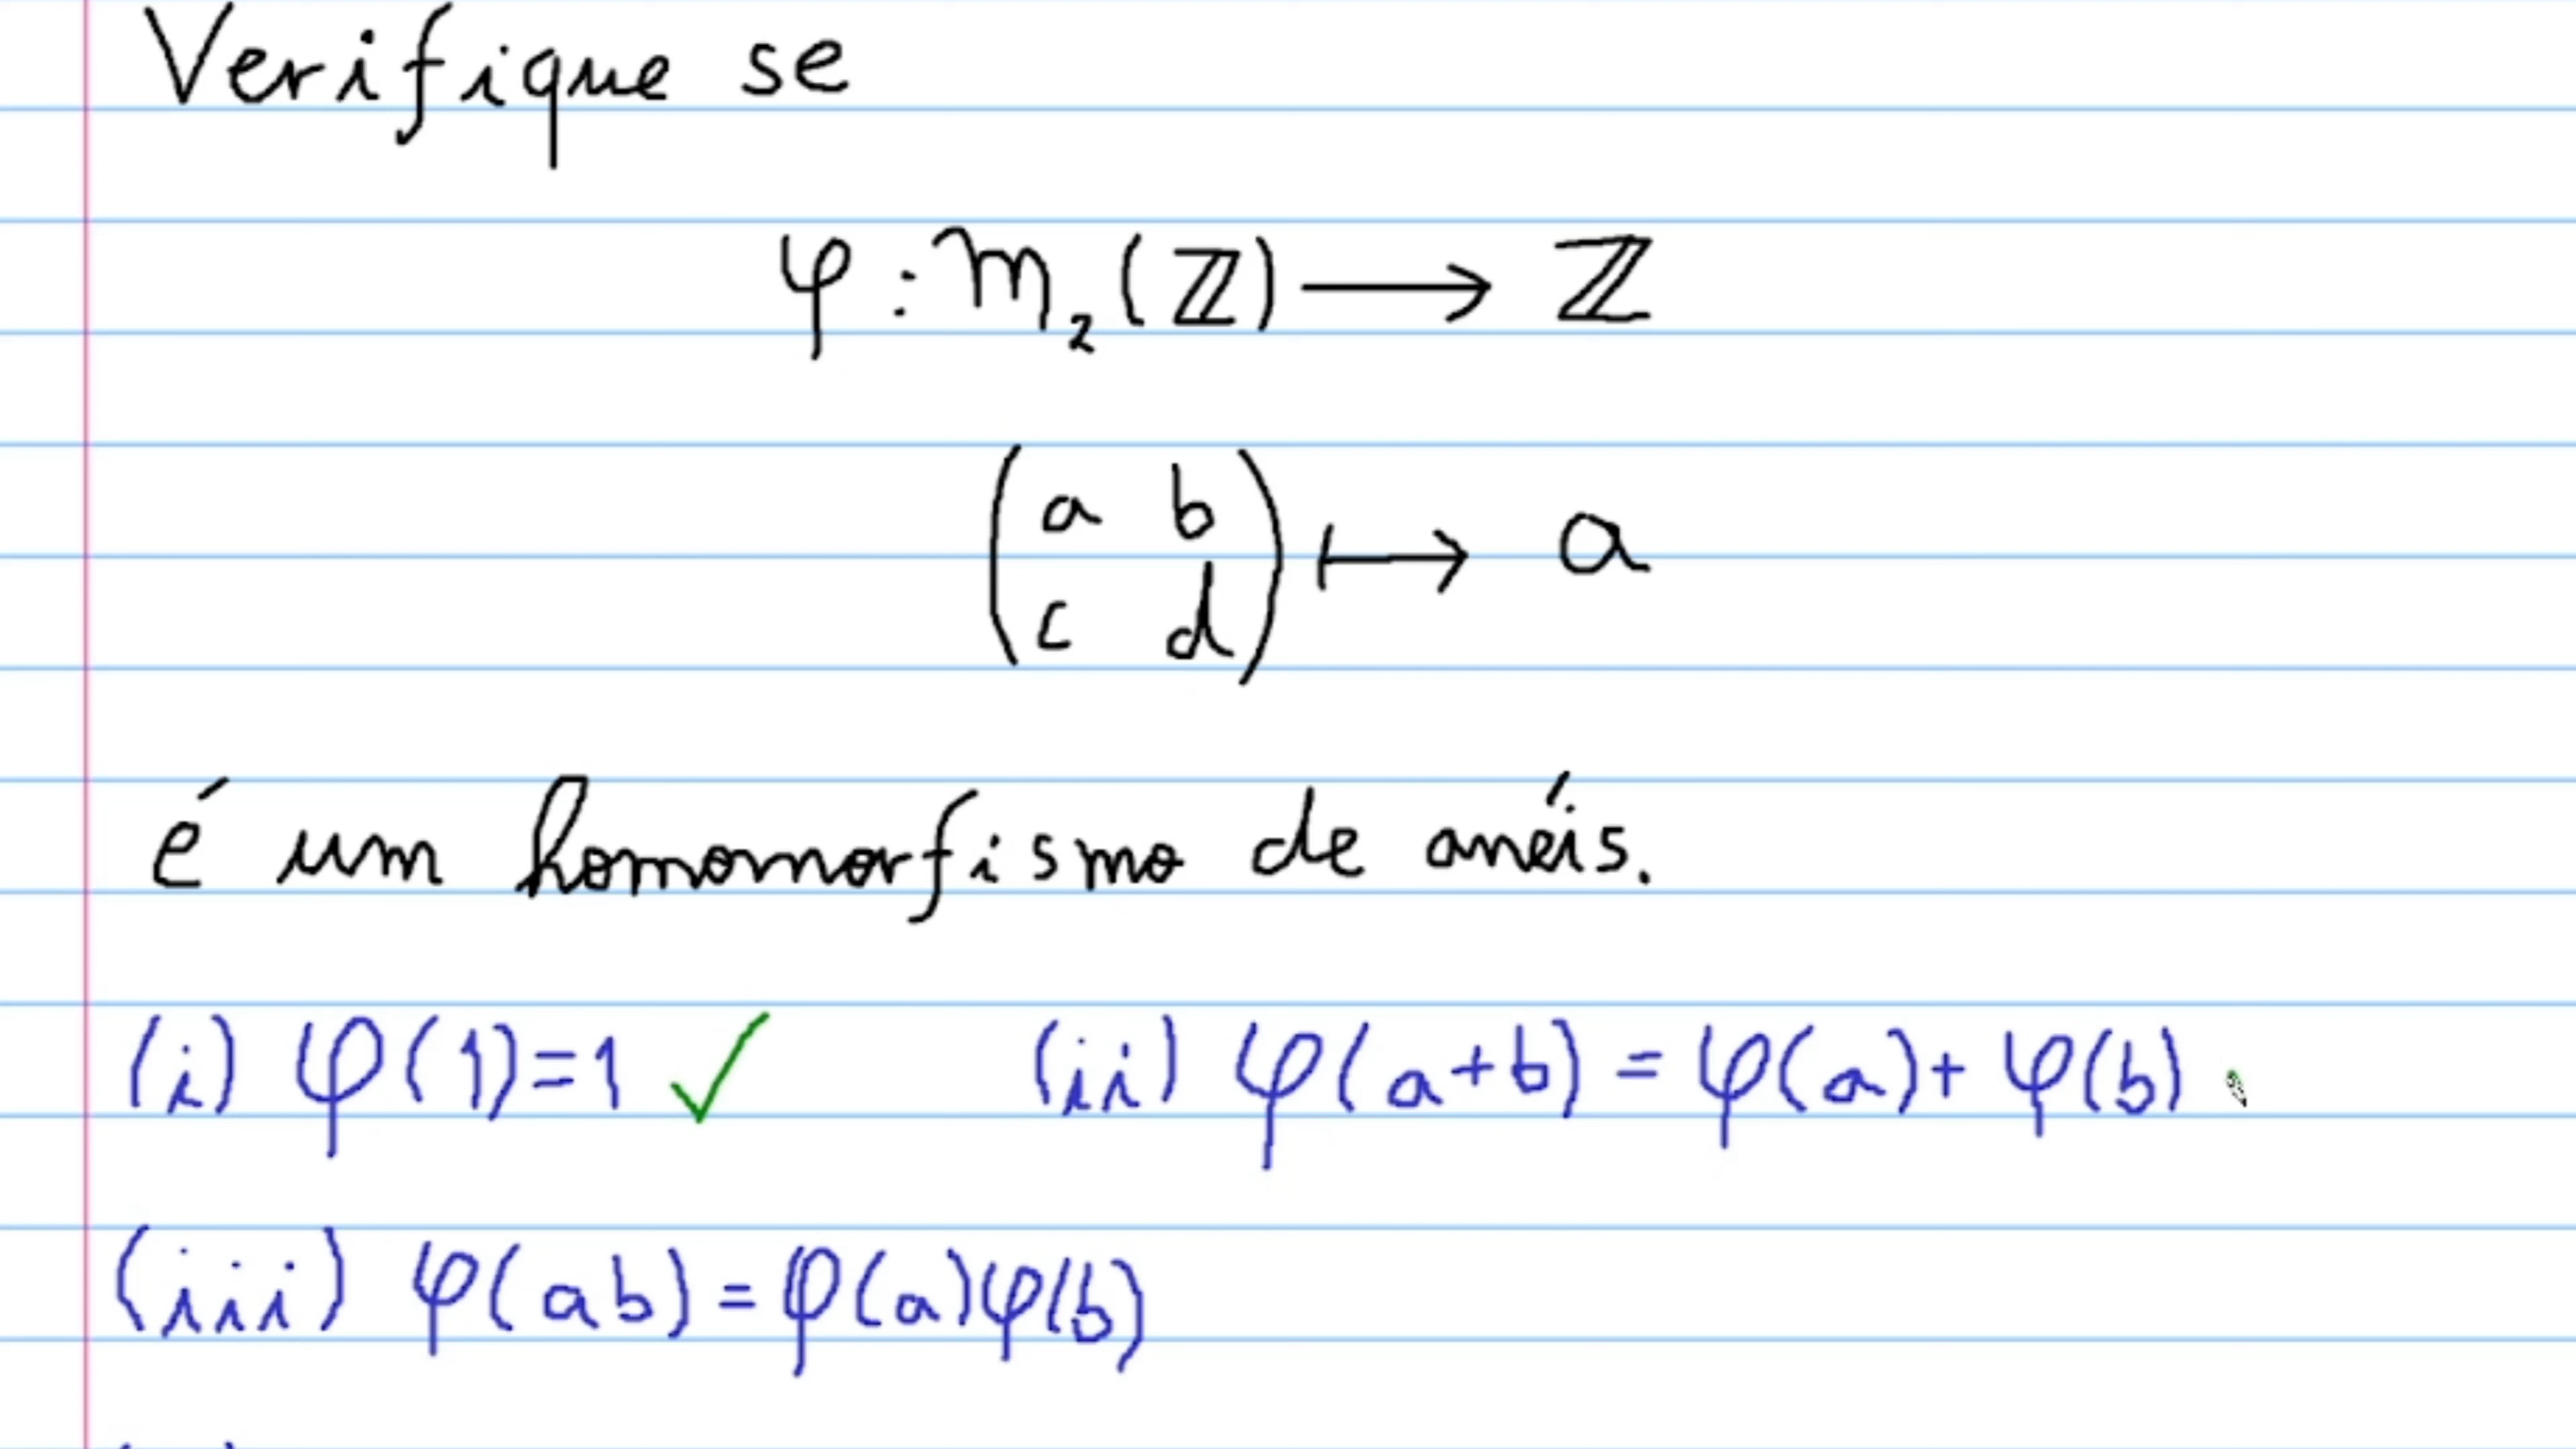 Verifique se
φ : M₂(ℤ) ⟶ ℤ
(a b
c d) ⟼ a
é um homomorfismo de anéis.
(i) φ(1)=1 ✓ (ii) φ(a+b) = φ(a)+ φ(b)
(iii) φ(ab) = φ(a)φ(b)